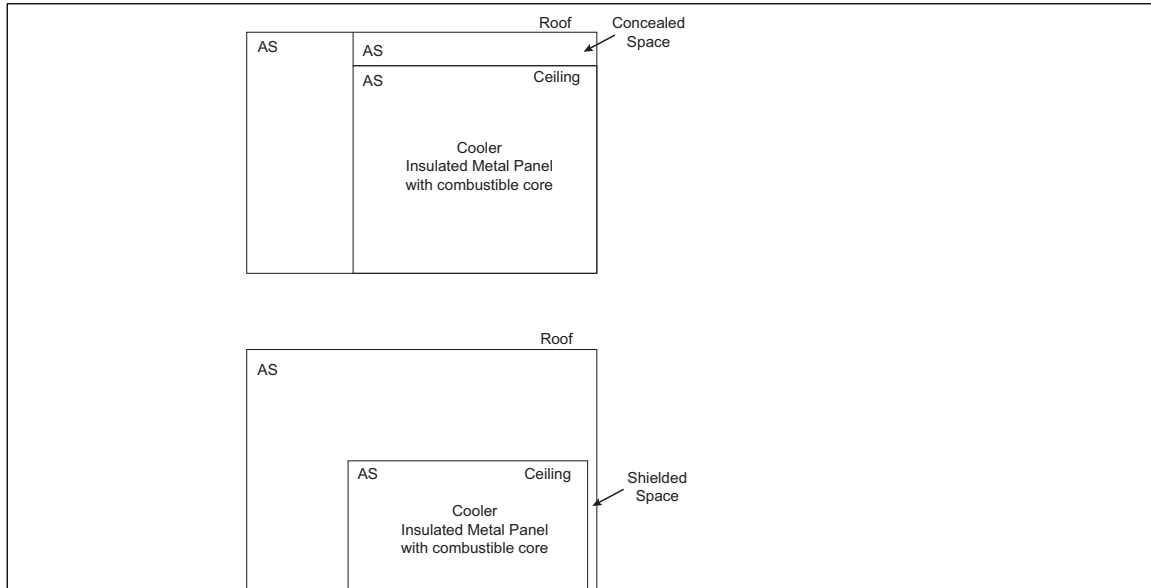 Roof
Concealed
Space
AS
AS
AS
Ceiling
Cooler
Insulated Metal Panel
with combustible core
Roof
AS
AS
Ceiling
Shielded
Space
Cooler
Insulated Metal Panel
with combustible core